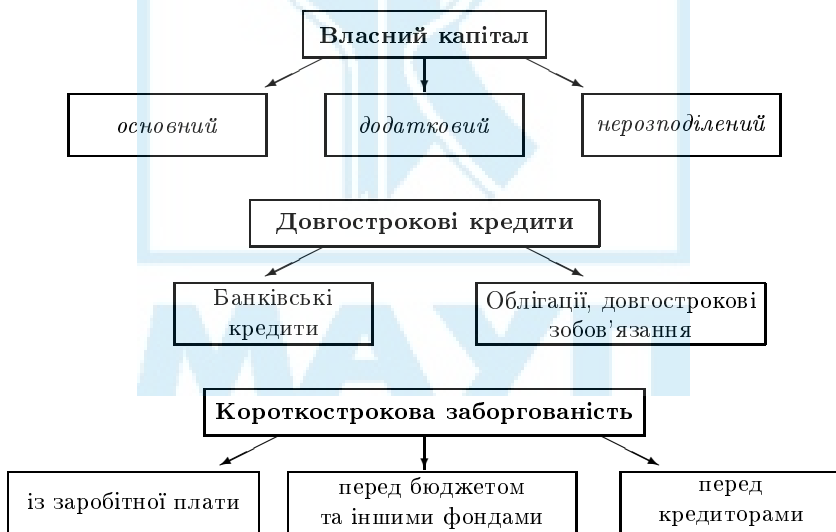 Власний капітал
основний
додатковий
нерозподілений
Довгострокові кредити
Банківські
кредити
Облігації, довгострокові
зобов'язання
МАУП
Короткострокова заборгованість
із заробітної плати
перед бюджетом
та іншими фондами
перед
кредиторами